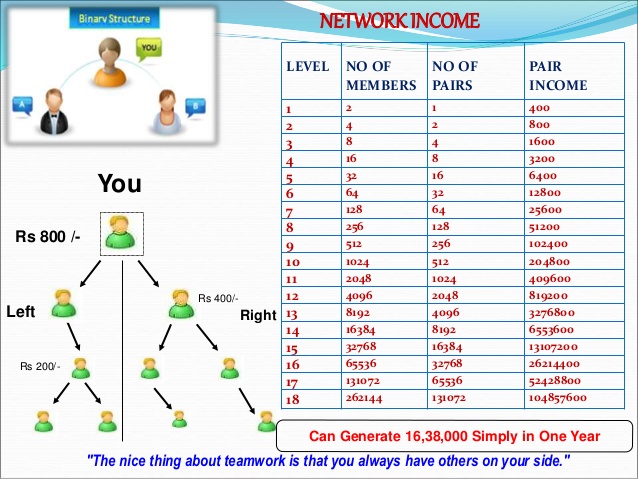 Binary Structure
YOU
A
B
NETWORK INCOME
LEVEL NO OF MEMBERS NO OF PAIRS PAIR INCOME
1 2 1 400
2 4 2 800
3 8 4 1600
4 16 8 3200
5 32 16 6400
6 64 32 12800
7 128 64 25600
8 256 128 51200
9 512 256 102400
10 1024 512 204800
11 2048 1024 409600
12 4096 2048 819200
13 8192 4096 3276800
14 16384 8192 6553600
15 32768 16384 13107200
16 65536 32768 26214400
17 131072 65536 52428800
18 262144 131072 104857600
You
Rs 800 /-
Rs 400/-
Left
Right
Rs 200/-
Can Generate 16,38,000 Simply in One Year
"The nice thing about teamwork is that you always have others on your side."